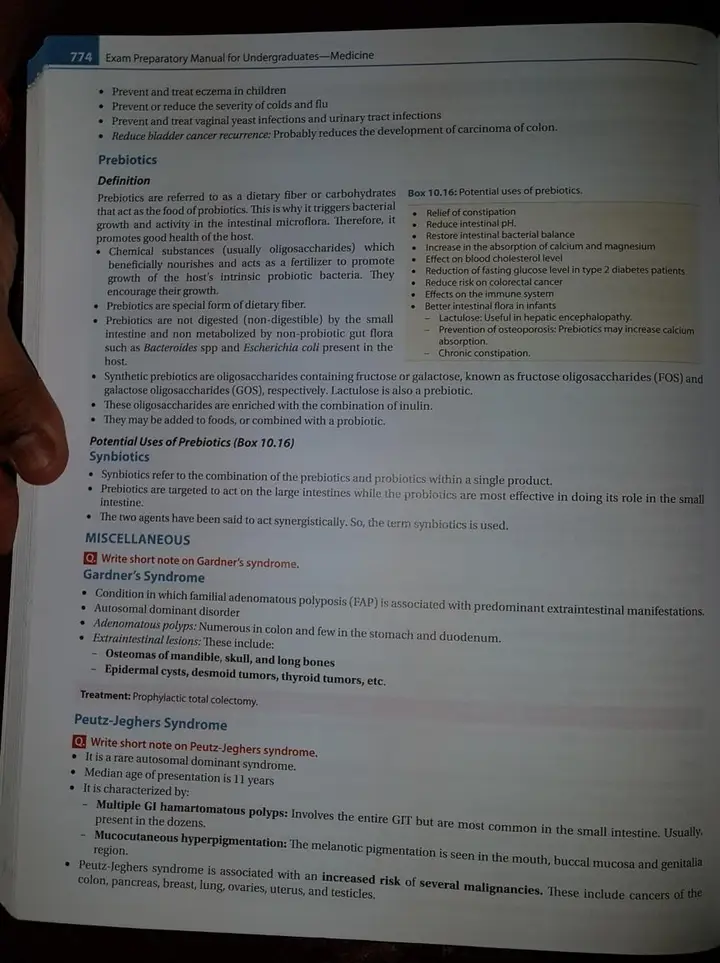 774 Exam Preparatory Manual for Undergraduates—Medicine
• Prevent and treat eczema in children
• Prevent or reduce the severity of colds and flu
• Prevent and treat vaginal yeast infections and urinary tract infections
• Reduce bladder cancer recurrence: Probably reduces the development of carcinoma of colon.
Prebiotics
Definition
Prebiotics are referred to as a dietary fiber or carbohydrates
that act as the food of probiotics. This is why it triggers bacterial
growth and activity in the intestinal microflora. Therefore, it
promotes good health of the host.
• Chemical substances (usually oligosaccharides) which
beneficially nourishes and acts as a fertilizer to promote
growth of the host's intrinsic probiotic bacteria. They
encourage their growth.
• Prebiotics are special form of dietary fiber.
• Prebiotics are not digested (non-digestible) by the small
intestine and non metabolized by non-probiotic gut flora
such as Bacteroides spp and Escherichia coli present in the
host.
Box 10.16: Potential uses of prebiotics.
• Relief of constipation
• Reduce intestinal pH.
• Restore intestinal bacterial balance
• Increase in the absorption of calcium and magnesium
• Effect on blood cholesterol level
• Reduction of fasting glucose level in type 2 diabetes patients
• Reduce risk on colorectal cancer
• Effects on the immune system
• Better intestinal flora in infants
– Lactulose: Useful in hepatic encephalopathy.
– Prevention of osteoporosis: Prebiotics may increase calcium
absorption.
– Chronic constipation.
• Synthetic prebiotics are oligosaccharides containing fructose or galactose, known as fructose oligosaccharides (FOS) and
galactose oligosaccharides (GOS), respectively. Lactulose is also a prebiotic.
• These oligosaccharides are enriched with the combination of inulin.
• They may be added to foods, or combined with a probiotic.
Potential Uses of Prebiotics (Box 10.16)
Synbiotics
• Synbiotics refer to the combination of the prebiotics and probiotics within a single product.
• Prebiotics are targeted to act on the large intestines while the probiotics are most effective in doing its role in the small
intestine.
• The two agents have been said to act synergistically. So, the term synbiotics is used.
MISCELLANEOUS
Q. Write short note on Gardner's syndrome.
Gardner's Syndrome
• Condition in which familial adenomatous polyposis (FAP) is associated with predominant extraintestinal manifestations.
• Autosomal dominant disorder
• Adenomatous polyps: Numerous in colon and few in the stomach and duodenum.
• Extraintestinal lesions: These include:
– Osteomas of mandible, skull, and long bones
– Epidermal cysts, desmoid tumors, thyroid tumors, etc.
Treatment: Prophylactic total colectomy.
Peutz-Jeghers Syndrome
Q. Write short note on Peutz-Jeghers syndrome.
• It is a rare autosomal dominant syndrome.
• Median age of presentation is 11 years
• It is characterized by:
– Multiple GI hamartomatous polyps: Involves the entire GIT but are most common in the small intestine. Usually,
present in the dozens.
– Mucocutaneous hyperpigmentation: The melanotic pigmentation is seen in the mouth, buccal mucosa and genitalia
region.
• Peutz-Jeghers syndrome is associated with an increased risk of several malignancies. These include cancers of the
colon, pancreas, breast, lung, ovaries, uterus, and testicles.